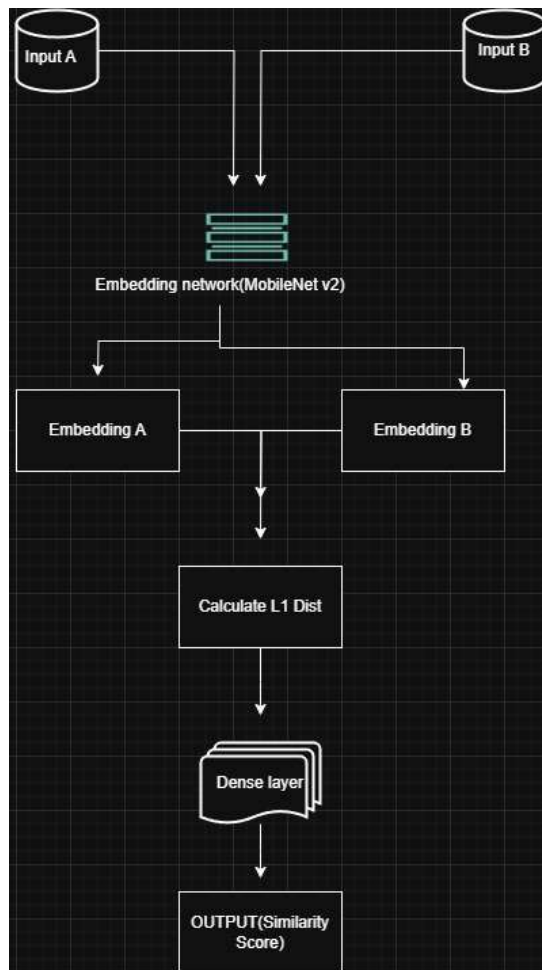 Input A
Input B
Embedding network(MobileNet v2)
Embedding A
Embedding B
Calculate L1 Dist
Dense layer
OUTPUT(Similarity
Score)